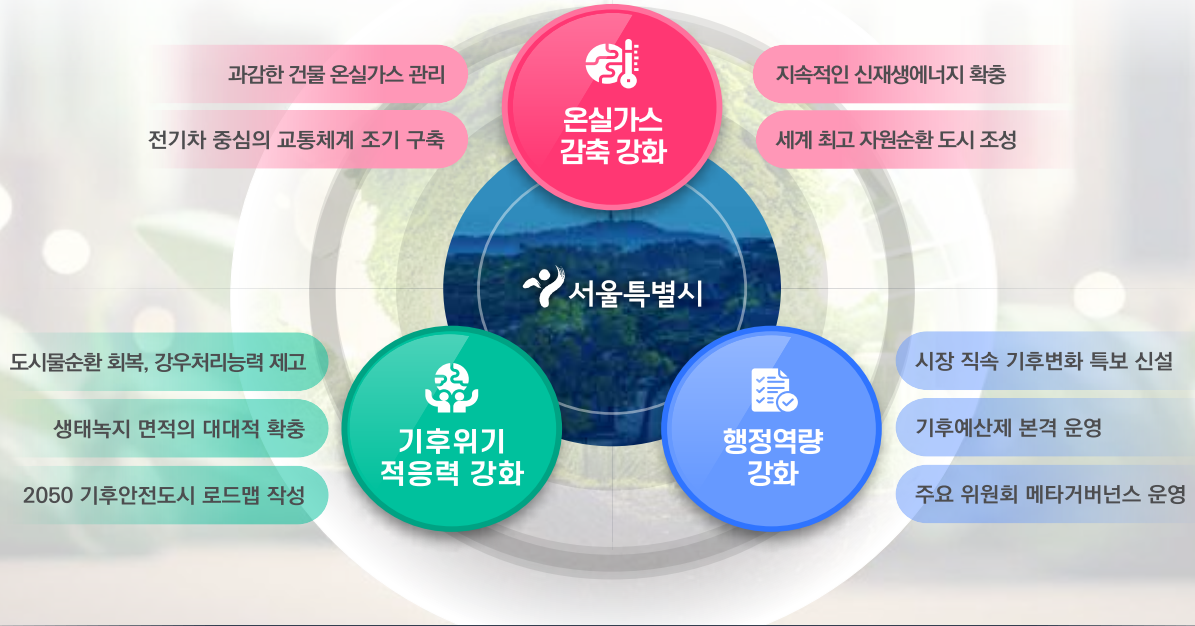 과감한 건물 온실가스 관리
전기차 중심의 교통체계 조기 구축
온실가스
감축 강화
지속적인 신재생에너지 확충
세계 최고 자원순환 도시 조성
서울특별시
도시물순환 회복, 강우처리능력 제고
생태녹지 면적의 대대적 확충
2050 기후안전도시 로드맵 작성
기후위기
적응력 강화
행정역량
강화
시장 직속 기후변화 특보 신설
기후예산제 본격 운영
주요 위원회 메타거버넌스 운영